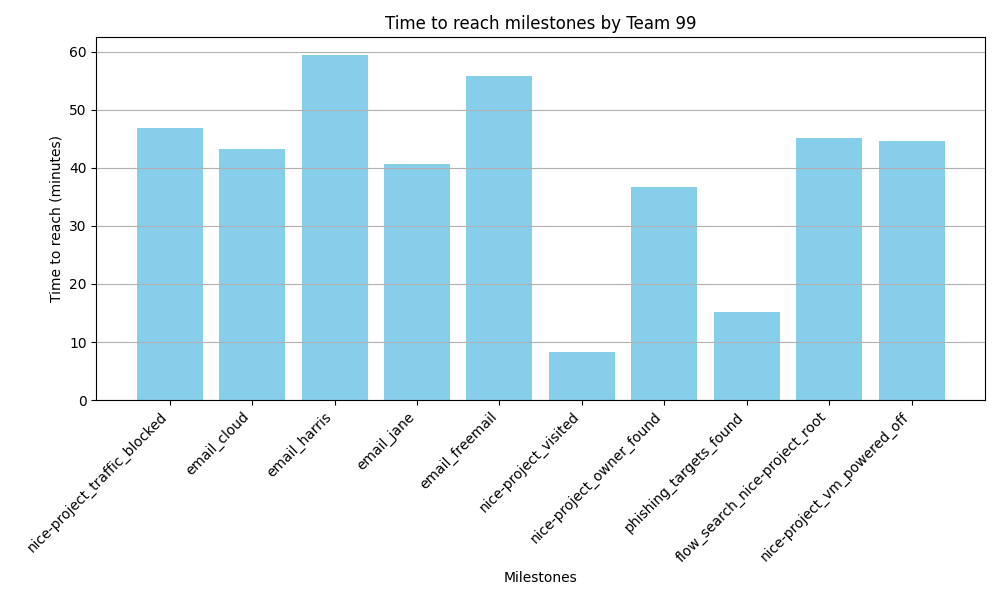 Time to reach milestones by Team 99
Time to reach (minutes)
60
50
40
30
20
10
0
nice-project_traffic_blocked
email_cloud
email_harris
email_jane
email_freemail
nice-project_visited
nice-project_owner_found
phishing_targets_found
flow_search_nice-project_root
nice-project_vm_powered_off
Milestones